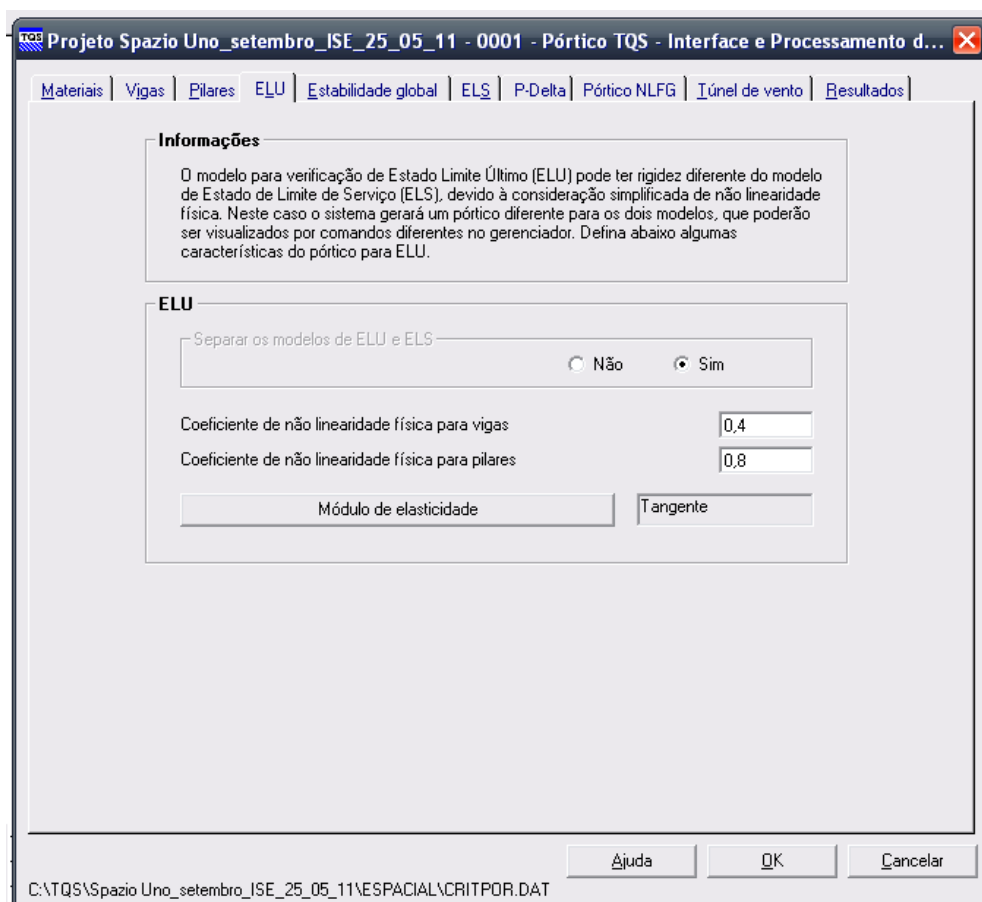 TQS Projeto Spazio Uno_setembro_ISE_25_05_11 - 0001 - Pórtico TQS - Interface e Processamento d...
Materiais Vigas Pilares ELU Estabilidade global ELS P-Delta Pórtico NLFG Túnel de vento Resultados
Informações
O modelo para verificação de Estado Limite Último (ELU) pode ter rigidez diferente do modelo
de Estado de Limite de Serviço (ELS), devido à consideração simplificada de não linearidade
física. Neste caso o sistema gerará um pórtico diferente para os dois modelos, que poderão
ser visualizados por comandos diferentes no gerenciador. Defina abaixo algumas
características do pórtico para ELU.
ELU
Separar os modelos de ELU e ELS
Não Sim
Coeficiente de não linearidade física para vigas 0,4
Coeficiente de não linearidade física para pilares 0,8
Módulo de elasticidade Tangente
Ajuda OK Cancelar
C:\TQS\Spazio Uno_setembro_ISE_25_05_11\ESPACIAL\CRITPOR.DAT